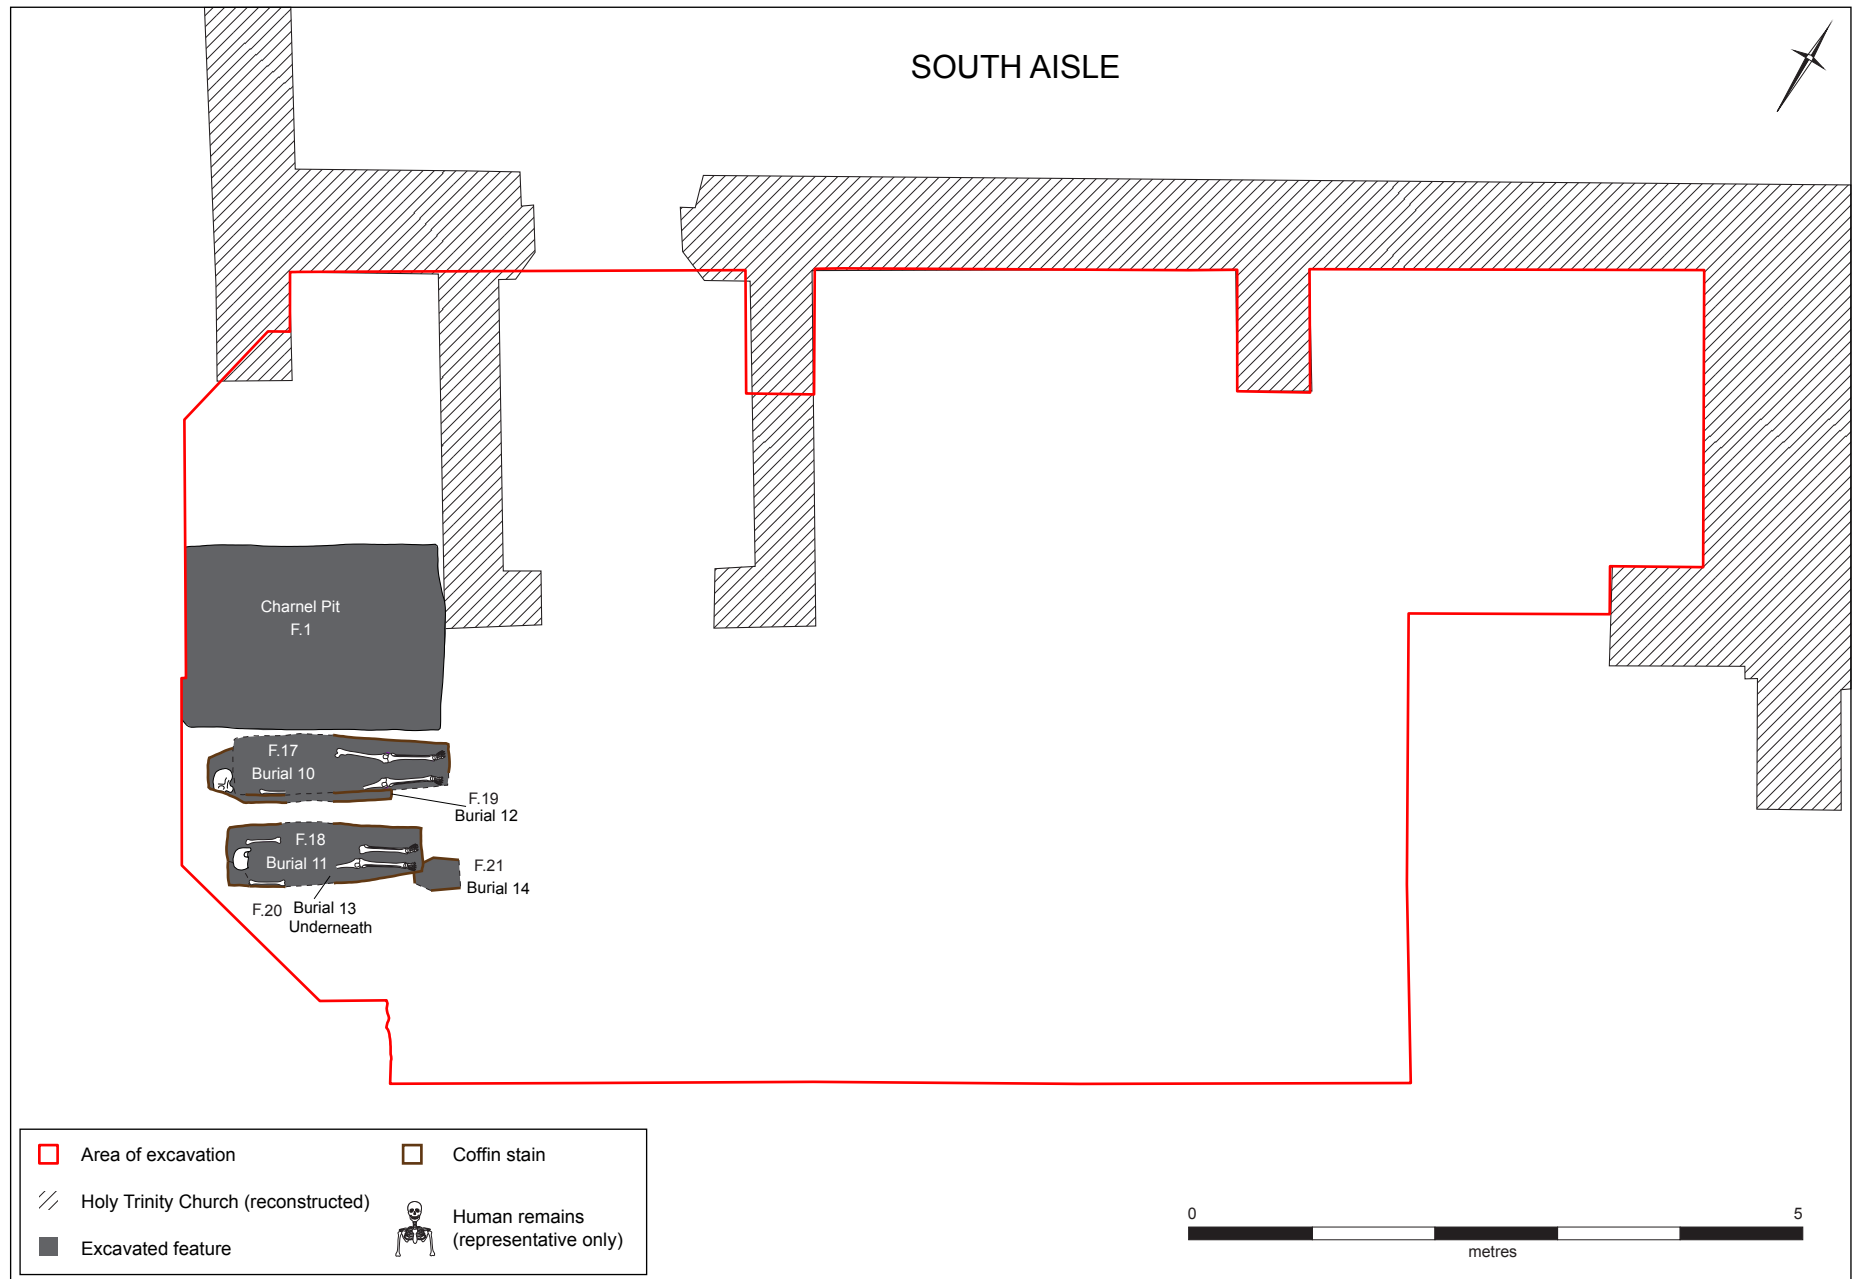 SOUTH AISLE
Charnel Pit
F.1
F.17
Burial 10
F.19
Burial 12
F.18
Burial 11
F.21
Burial 14
F.20
Burial 13
Underneath
Area of excavation
Holy Trinity Church (reconstructed)
Excavated feature
Coffin stain
Human remains
(representative only)
0 5
metres